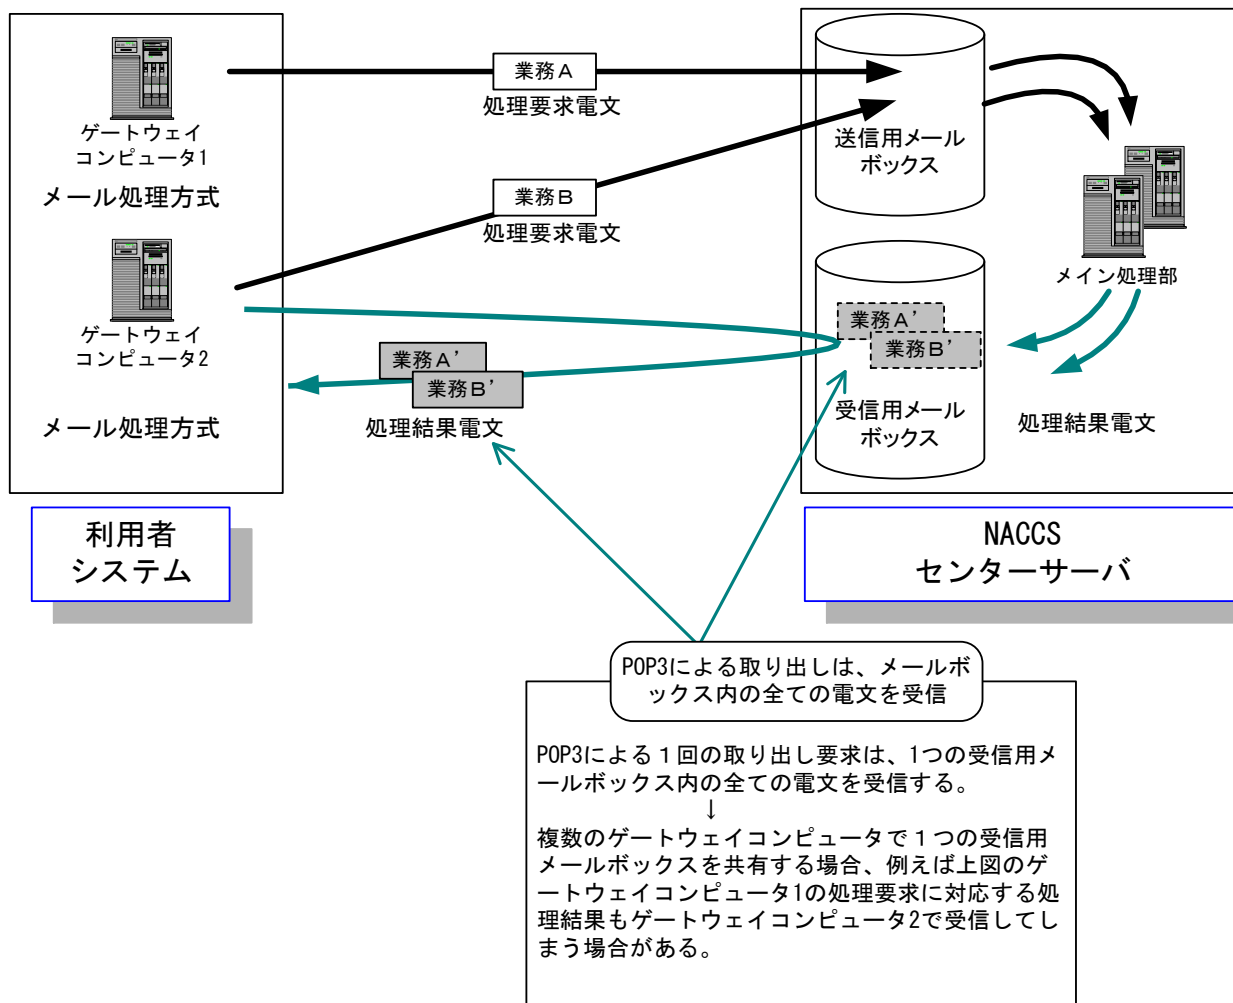 業務A
処理要求電文
ゲートウェイ
コンピュータ1
メール処理方式
業務B
処理要求電文
ゲートウェイ
コンピュータ2
メール処理方式
業務A'
業務B'
処理結果電文
送信用メール
ボックス
メイン処理部
業務A'
業務B'
受信用メール
ボックス
処理結果電文
利用者
システム
NACCS
センターサーバ
POP3による取り出しは、メールボ
ックス内の全ての電文を受信
POP3による１回の取り出し要求は、1つの受信用メ
ールボックス内の全ての電文を受信する。
↓
複数のゲートウェイコンピュータで１つの受信用
メールボックスを共有する場合、例えば上図のゲ
ートウェイコンピュータ1の処理要求に対応する処
理結果もゲートウェイコンピュータ2で受信してし
まう場合がある。